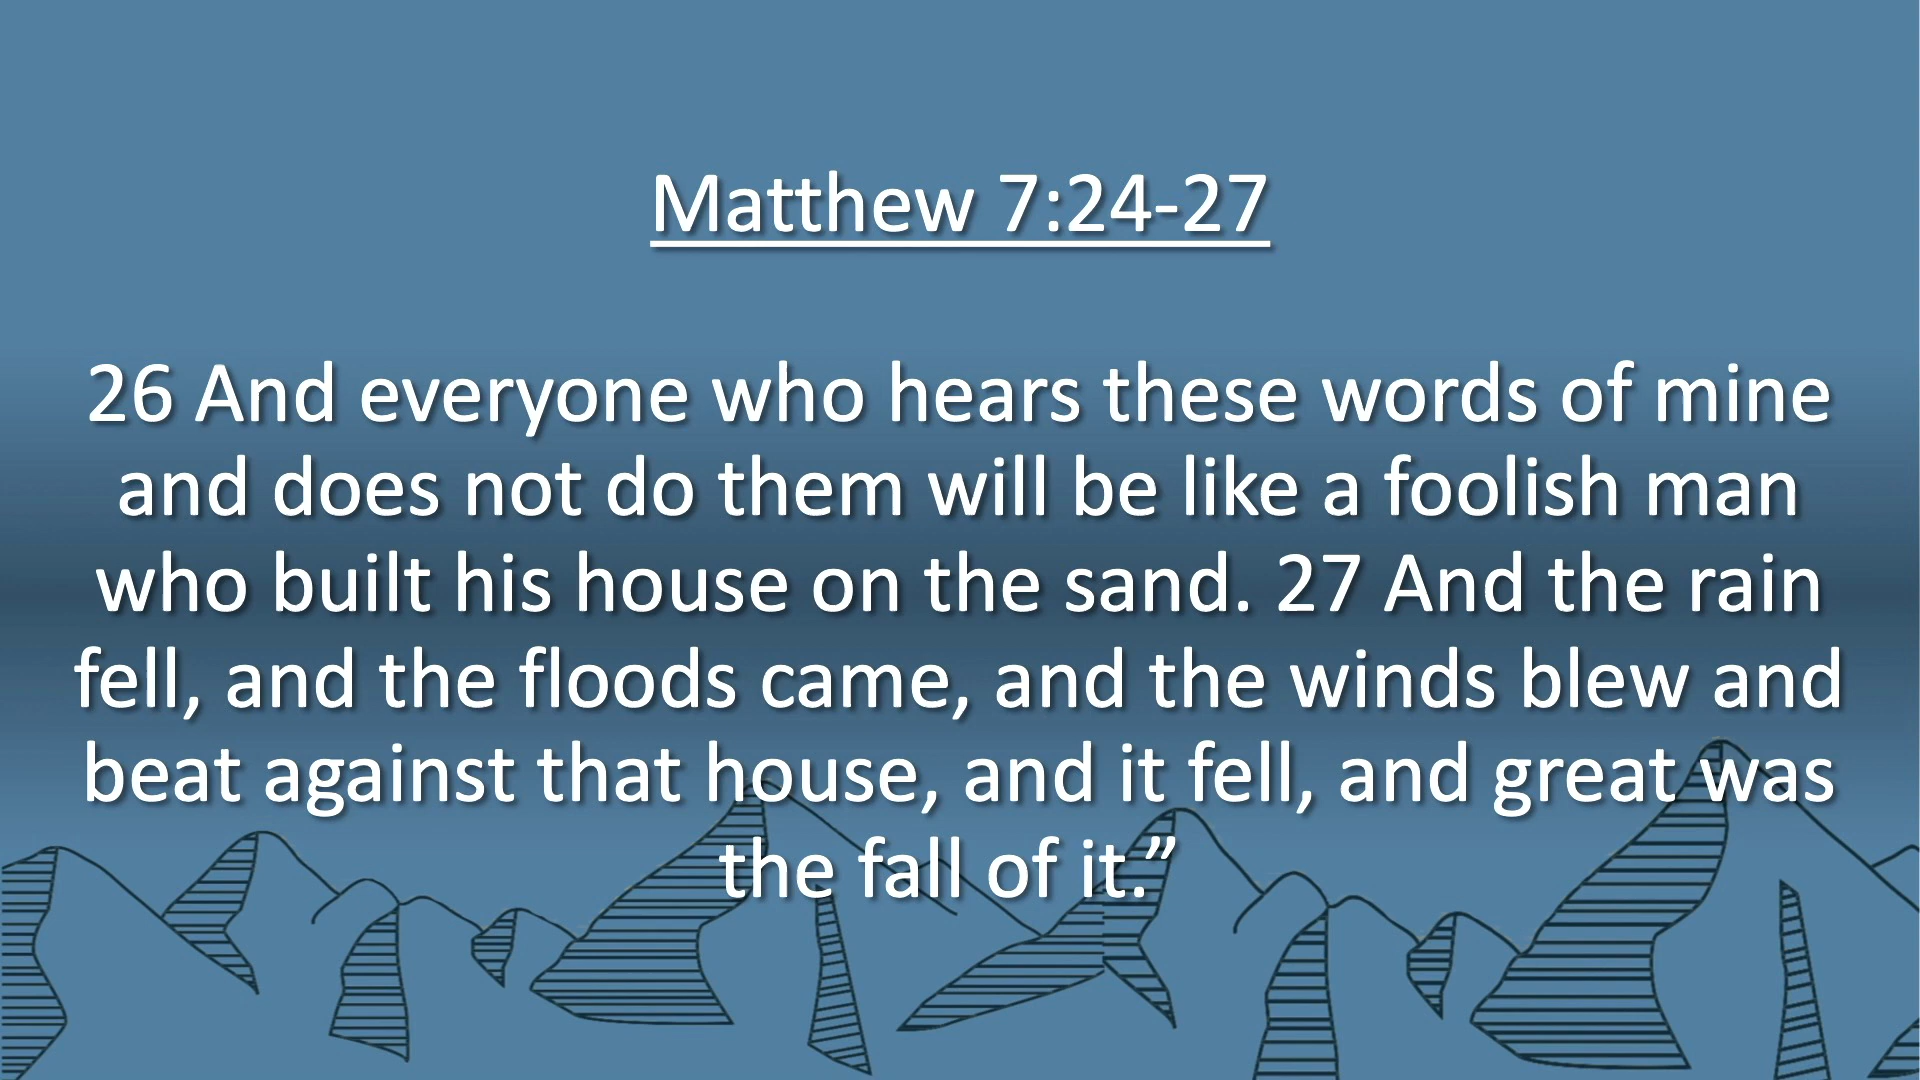 Matthew 7:24-27
26 And everyone who hears these words of mine
and does not do them will be like a foolish man
who built his house on the sand. 27 And the rain
fell, and the floods came, and the winds blew and
beat against that house, and it fell, and great was
the fall of it.”